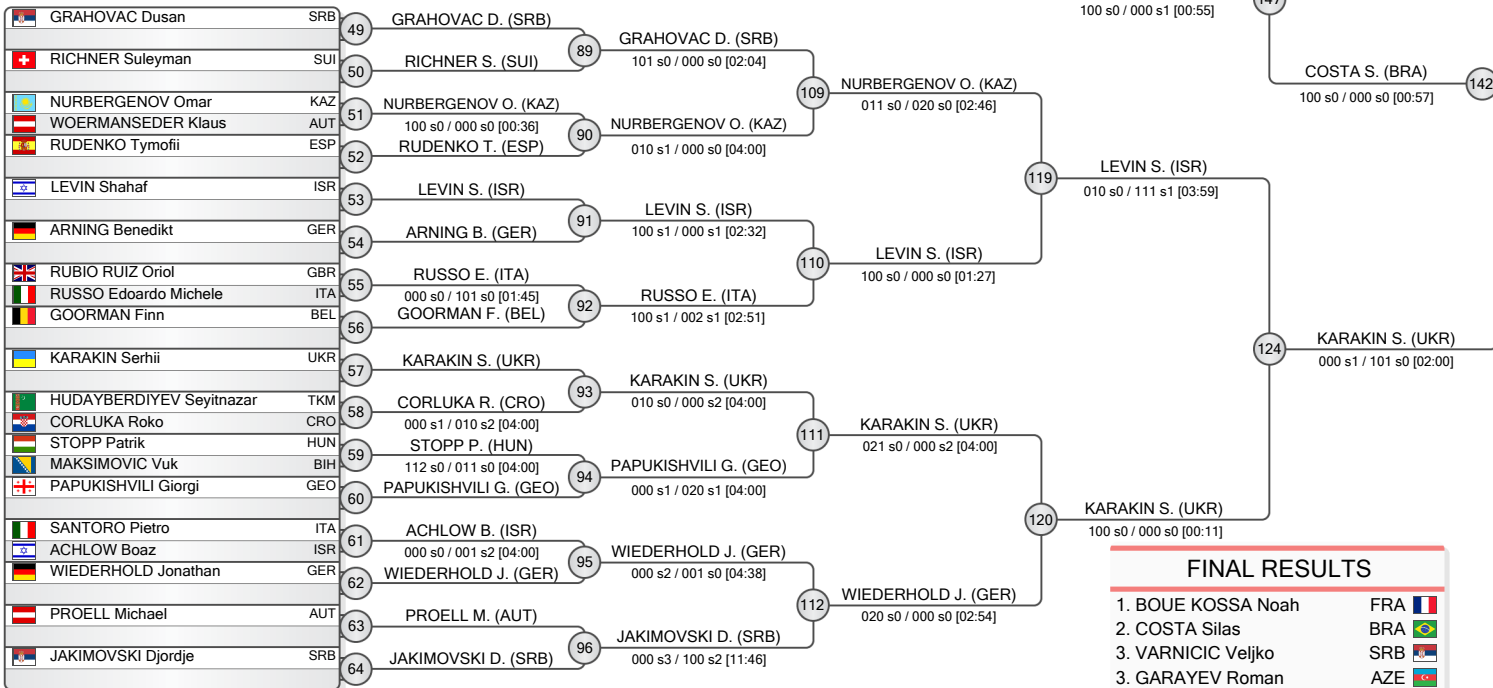 GRAHOVAC Dusan SRB
RICHNER Suleyman SUI
NURBERGENOV Omar KAZ
WOERMANSEDER Klaus AUT
RUDENKO Tymofii ESP
LEVIN Shahaf ISR
ARNING Benedikt GER
RUBIO RUIZ Oriol GBR
RUSSO Edoardo Michele ITA
GOORMAN Finn BEL
KARAKIN Serhii UKR
HUDAYBERDIYEV Seyitnazar TKM
CORLUKA Roko CRO
STOPP Patrik HUN
MAKSIMOVIC Vuk BIH
PAPUKISHVILI Giorgi GEO
SANTORO Pietro ITA
ACHLOW Boaz ISR
WIEDERHOLD Jonathan GER
PROELL Michael AUT
JAKIMOVSKI Djordje SRB
49
50
51
52
53
54
55
56
57
58
59
60
61
62
63
64
GRAHOVAC D. (SRB)
RICHNER S. (SUI)
NURBERGENOV O. (KAZ)
100 s0 / 000 s0 [00:36]
RUDENKO T. (ESP)
LEVIN S. (ISR)
ARNING B. (GER)
RUSSO E. (ITA)
000 s0 / 101 s0 [01:45]
GOORMAN F. (BEL)
KARAKIN S. (UKR)
CORLUKA R. (CRO)
000 s1 / 010 s2 [04:00]
STOPP P. (HUN)
112 s0 / 011 s0 [04:00]
PAPUKISHVILI G. (GEO)
ACHLOW B. (ISR)
000 s0 / 001 s2 [04:00]
WIEDERHOLD J. (GER)
PROELL M. (AUT)
JAKIMOVSKI D. (SRB)
89
90
91
92
93
94
95
96
GRAHOVAC D. (SRB)
101 s0 / 000 s0 [02:04]
NURBERGENOV O. (KAZ)
010 s1 / 000 s0 [04:00]
LEVIN S. (ISR)
100 s1 / 000 s1 [02:32]
RUSSO E. (ITA)
100 s1 / 002 s1 [02:51]
KARAKIN S. (UKR)
010 s0 / 000 s2 [04:00]
PAPUKISHVILI G. (GEO)
000 s1 / 020 s1 [04:00]
WIEDERHOLD J. (GER)
000 s2 / 001 s0 [04:38]
JAKIMOVSKI D. (SRB)
000 s3 / 100 s2 [11:46]
109
110
111
112
NURBERGENOV O. (KAZ)
011 s0 / 020 s0 [02:46]
LEVIN S. (ISR)
100 s0 / 000 s0 [01:27]
KARAKIN S. (UKR)
021 s0 / 000 s2 [04:00]
WIEDERHOLD J. (GER)
020 s0 / 000 s0 [02:54]
119
120
LEVIN S. (ISR)
010 s0 / 111 s1 [03:59]
KARAKIN S. (UKR)
100 s0 / 000 s0 [00:11]
124
KARAKIN S. (UKR)
000 s1 / 101 s0 [02:00]
100 s0 / 000 s1 [00:55]
COSTA S. (BRA)
100 s0 / 000 s0 [00:57]
142
FINAL RESULTS
1. BOUE KOSSA Noah FRA
2. COSTA Silas BRA
3. VARNICIC Veljko SRB
3. GARAYEV Roman AZE